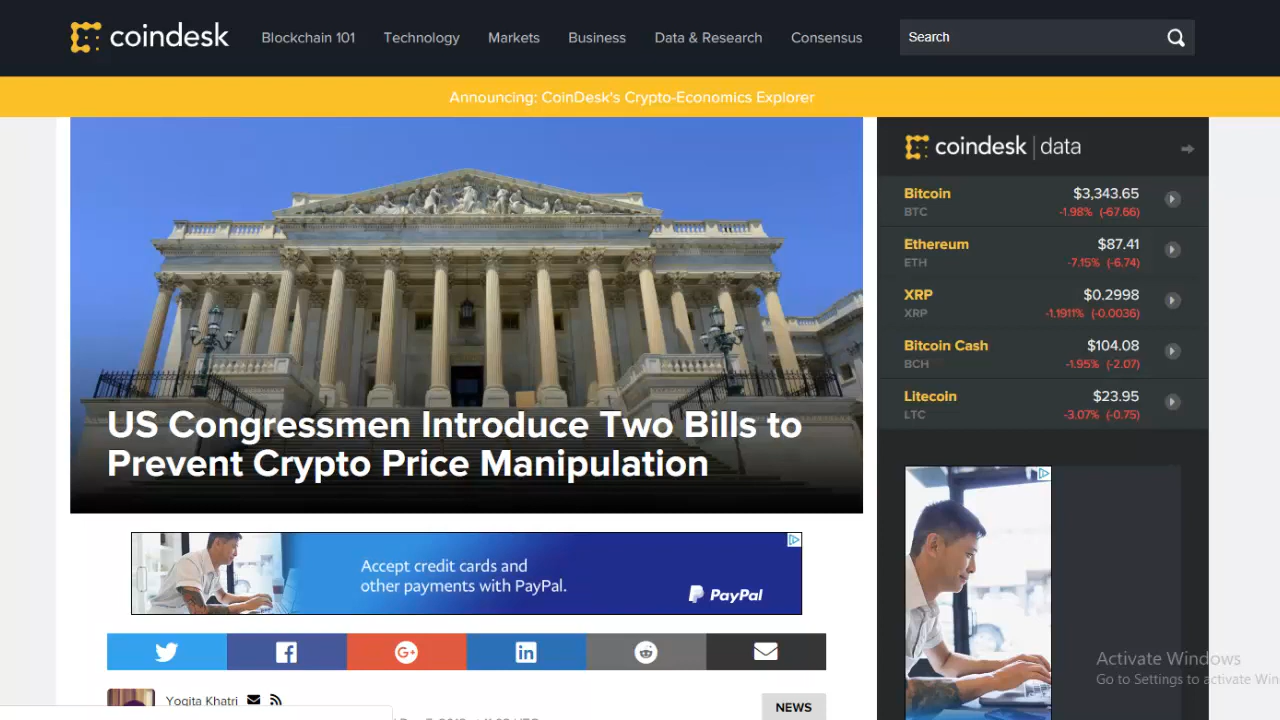 coindesk
Blockchain 101
Technology
Markets
Business
Data & Research
Consensus
Search
Announcing: CoinDesk's Crypto-Economics Explorer
US Congressmen Introduce Two Bills to
Prevent Crypto Price Manipulation
Accept credit cards and
other payments with PayPal.
PayPal
G+
in
Yogita Khatri
NEWS
coindesk | data
Bitcoin $3,343.65
BTC -1.98% (-67.66)
Ethereum $87.41
ETH -7.15% (-6.74)
XRP $0.2998
XRP -1.1911% (-0.0036)
Bitcoin Cash $104.08
BCH -1.95% (-2.07)
Litecoin $23.95
LTC -3.07% (-0.75)
Activate Windows
Go to Settings to activate Win